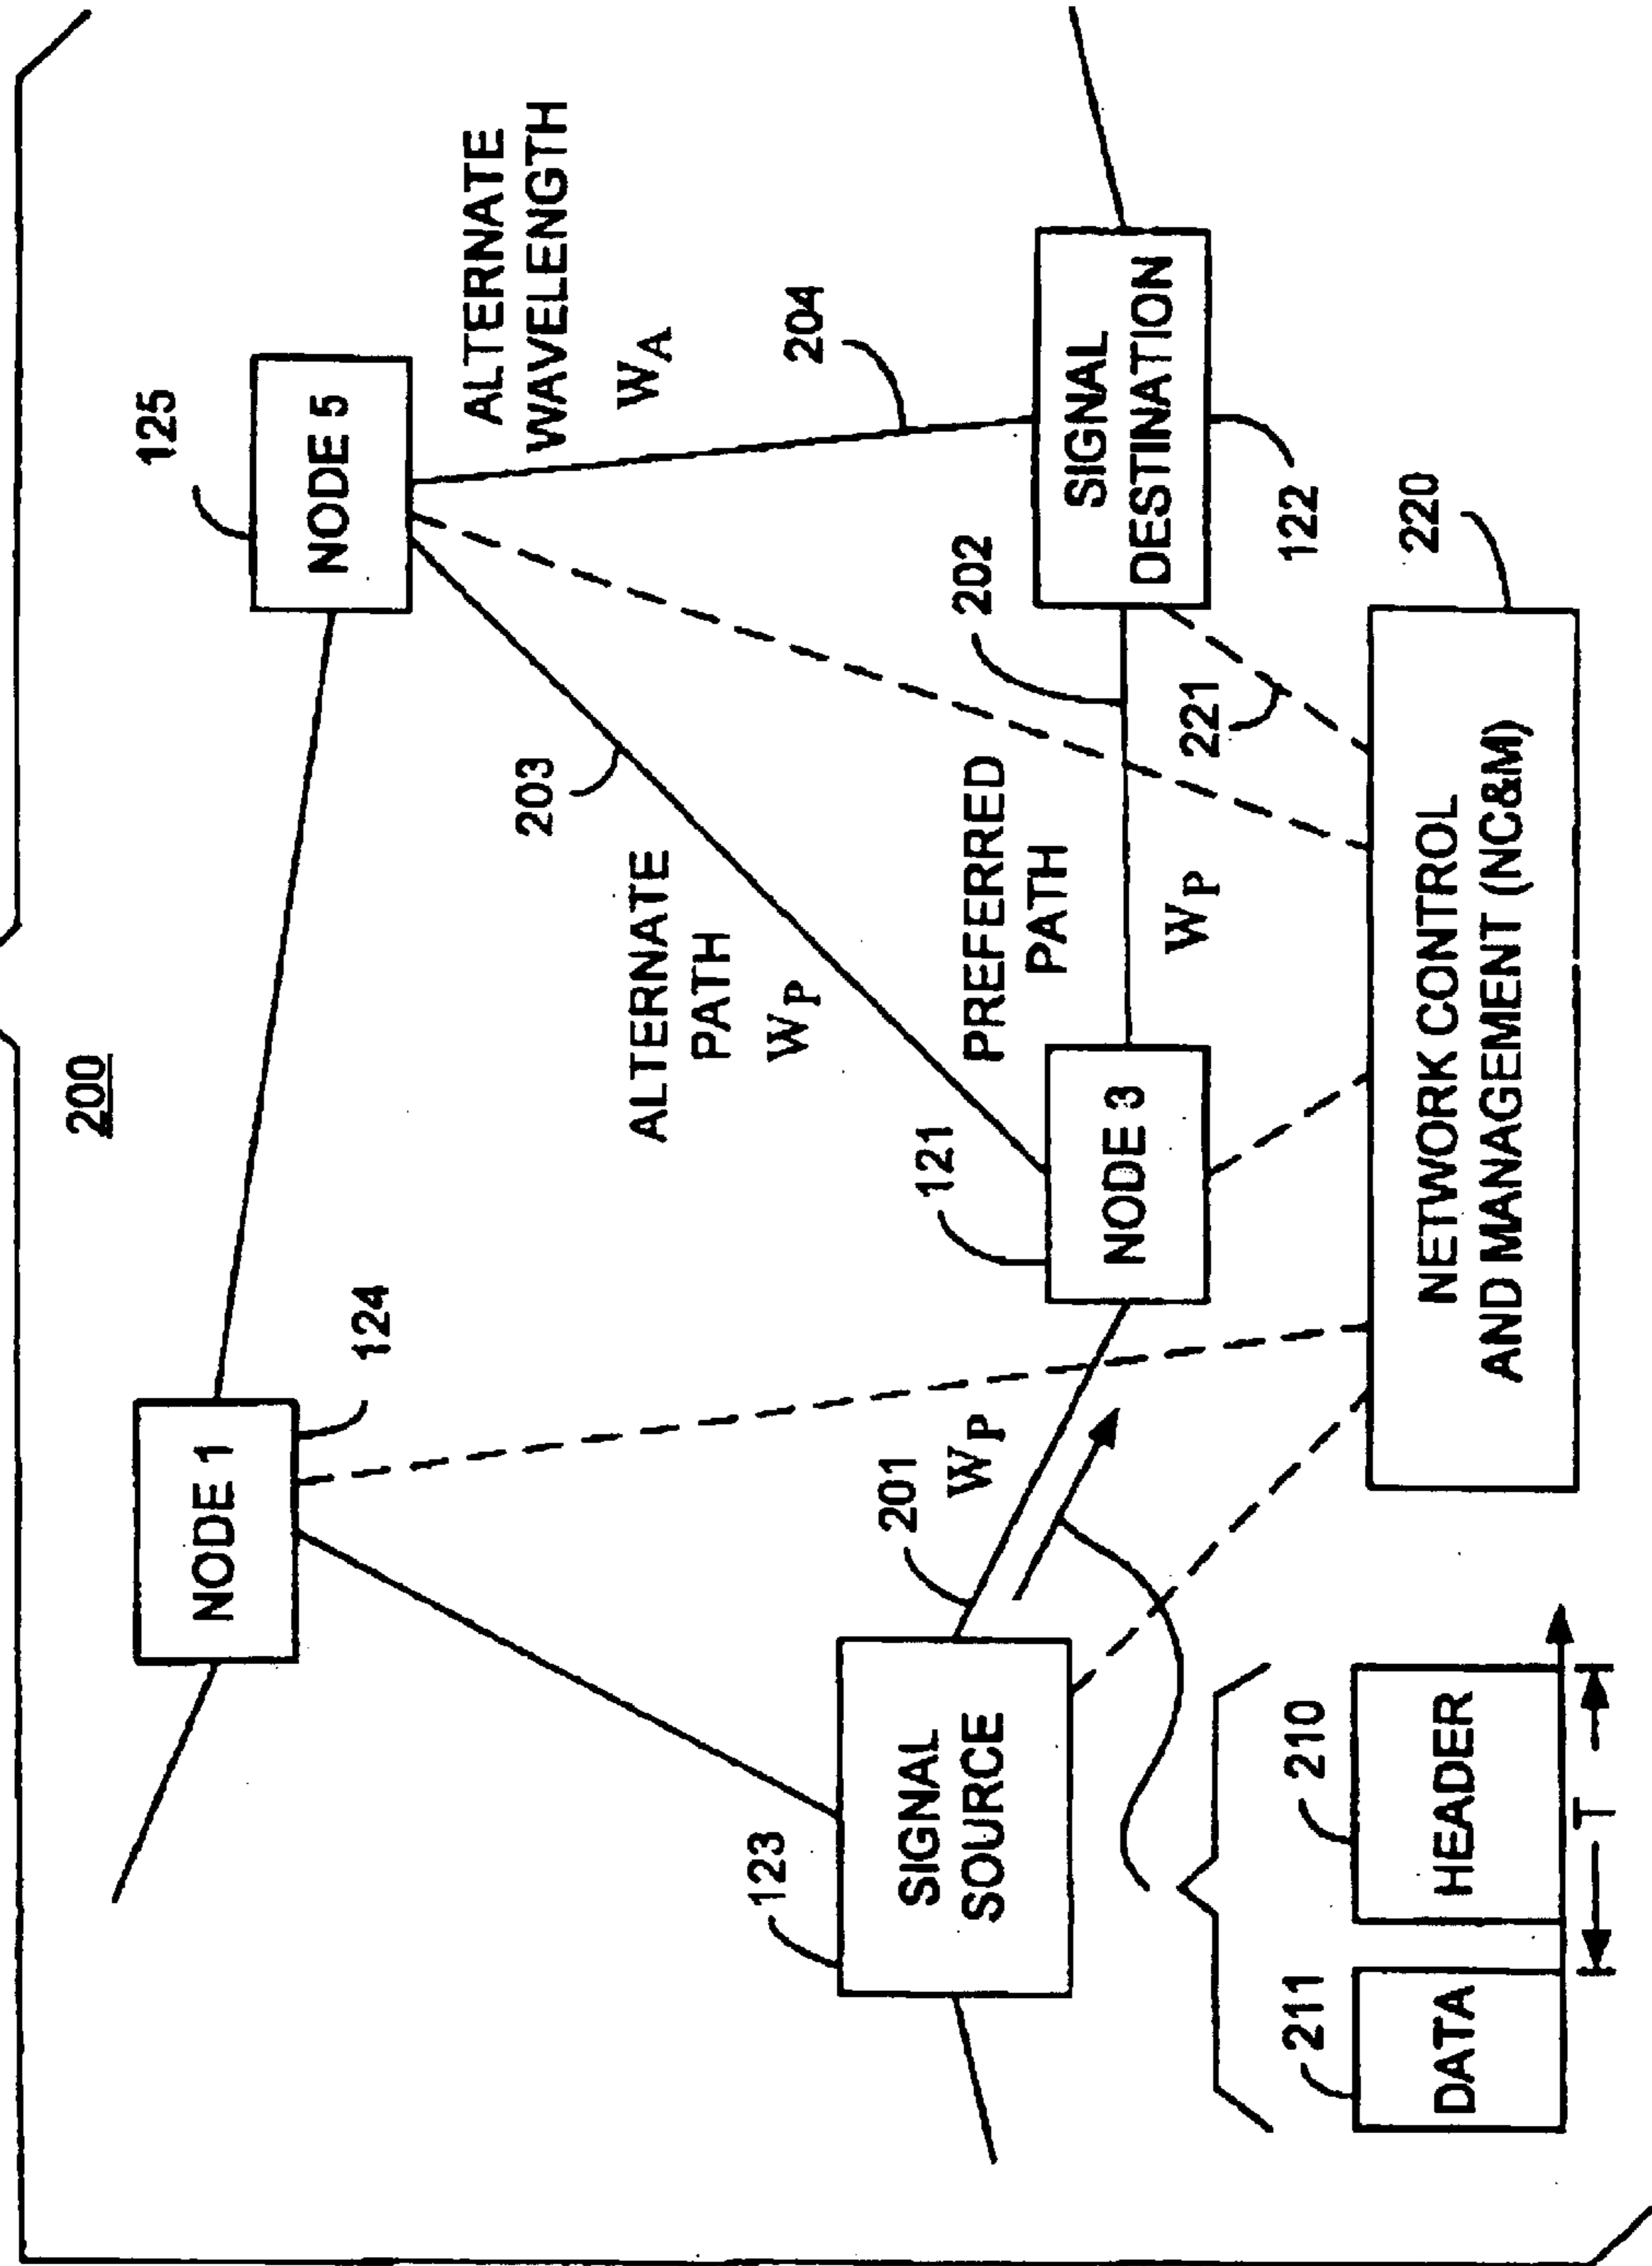 200
125
NODE 5
124
NODE 1
ALTERNATE
WAVELENGTH
W_A
203
ALTERNATE
PATH
W_P
204
202
PREFERRED
PATH
W_P
SIGNAL
DESTINATION
122
221
121
NODE 3
201
W_P
123
SIGNAL
SOURCE
220
NETWORK CONTROL
AND MANAGEMENT (NC&M)
211
210
DATA
HEADER
T